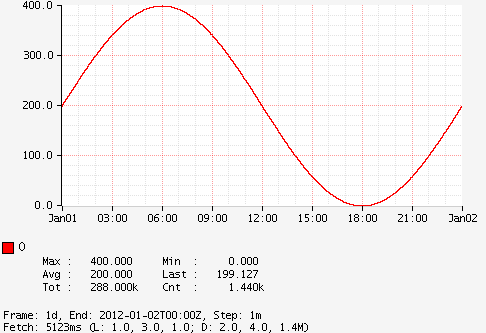 400.0
300.0
200.0
100.0
0.0
Jan01 03:00 06:00 09:00 12:00 15:00 18:00 21:00 Jan02
0
Max : 400.000 Min : 0.000
Avg : 200.000 Last : 199.127
Tot : 288.000k Cnt : 1.440k
Frame: 1d, End: 2012-01-02T00:00Z, Step: 1m
Fetch: 5123ms (L: 1.0, 3.0, 1.0; D: 2.0, 4.0, 1.4M)